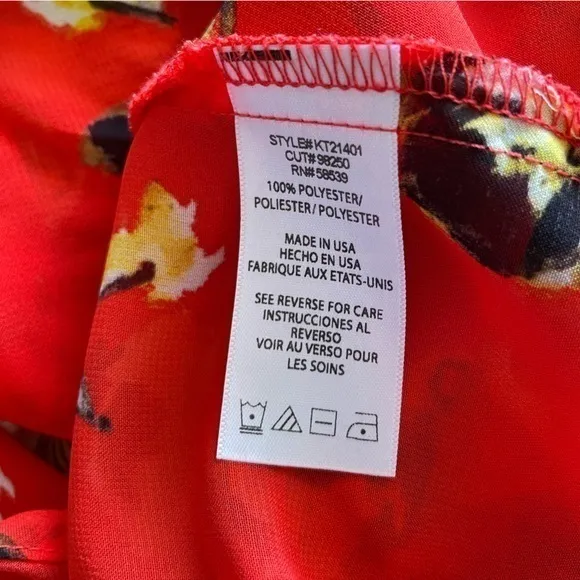 STYLE#KT21401
CUT#98250
RN#58539
100% POLYESTER/
POLIESTER / POLYESTER
MADE IN USA
HECHO EN USA
FABRIQUE AUX ETATS-UNIS
SEE REVERSE FOR CARE
INSTRUCCIONES AL
REVERSO
VOIR AU VERSO POUR
LES SOINS